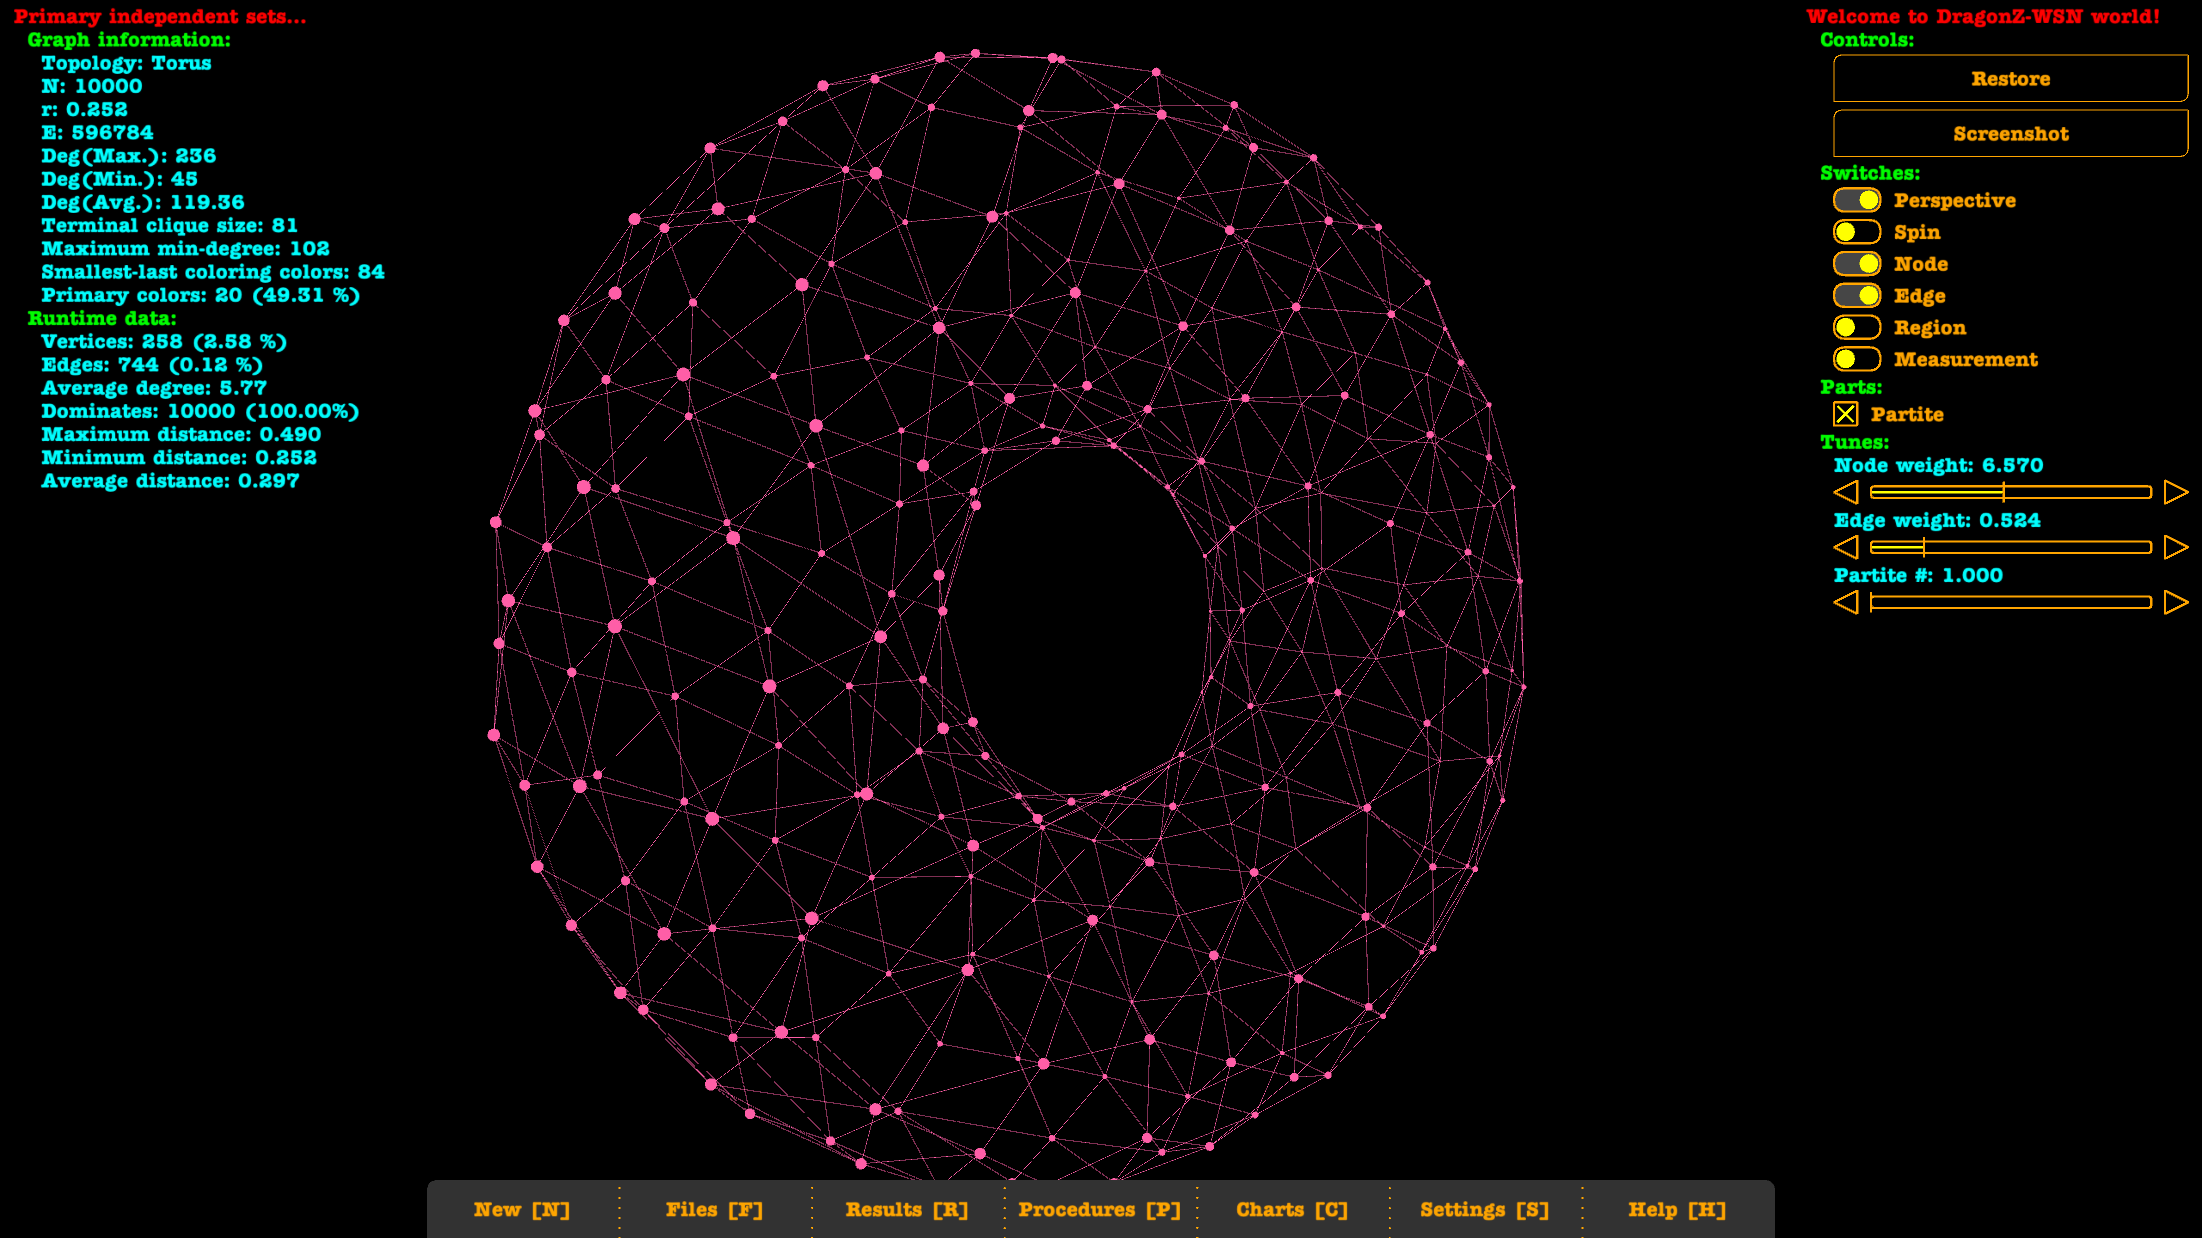 Primary independent sets...
Graph information:
Topology: Torus
N: 10000
r: 0.252
E: 596784
Deg(Max.): 236
Deg(Min.): 45
Deg(Avg.): 119.36
Terminal clique size: 81
Maximum min-degree: 102
Smallest-last coloring colors: 84
Primary colors: 20 (49.31 %)
Runtime data:
Vertices: 258 (2.58 %)
Edges: 744 (0.12 %)
Average degree: 5.77
Dominates: 10000 (100.00%)
Maximum distance: 0.490
Minimum distance: 0.252
Average distance: 0.297
Welcome to DragonZ-WSN world!
Controls:
Restore
Screenshot
Switches:
Perspective
Spin
Node
Edge
Region
Measurement
Parts:
Partite
Tunes:
Node weight: 6.570
Edge weight: 0.524
Partite #: 1.000
New [N]
Files [F]
Results [R]
Procedures [P]
Charts [C]
Settings [S]
Help [H]